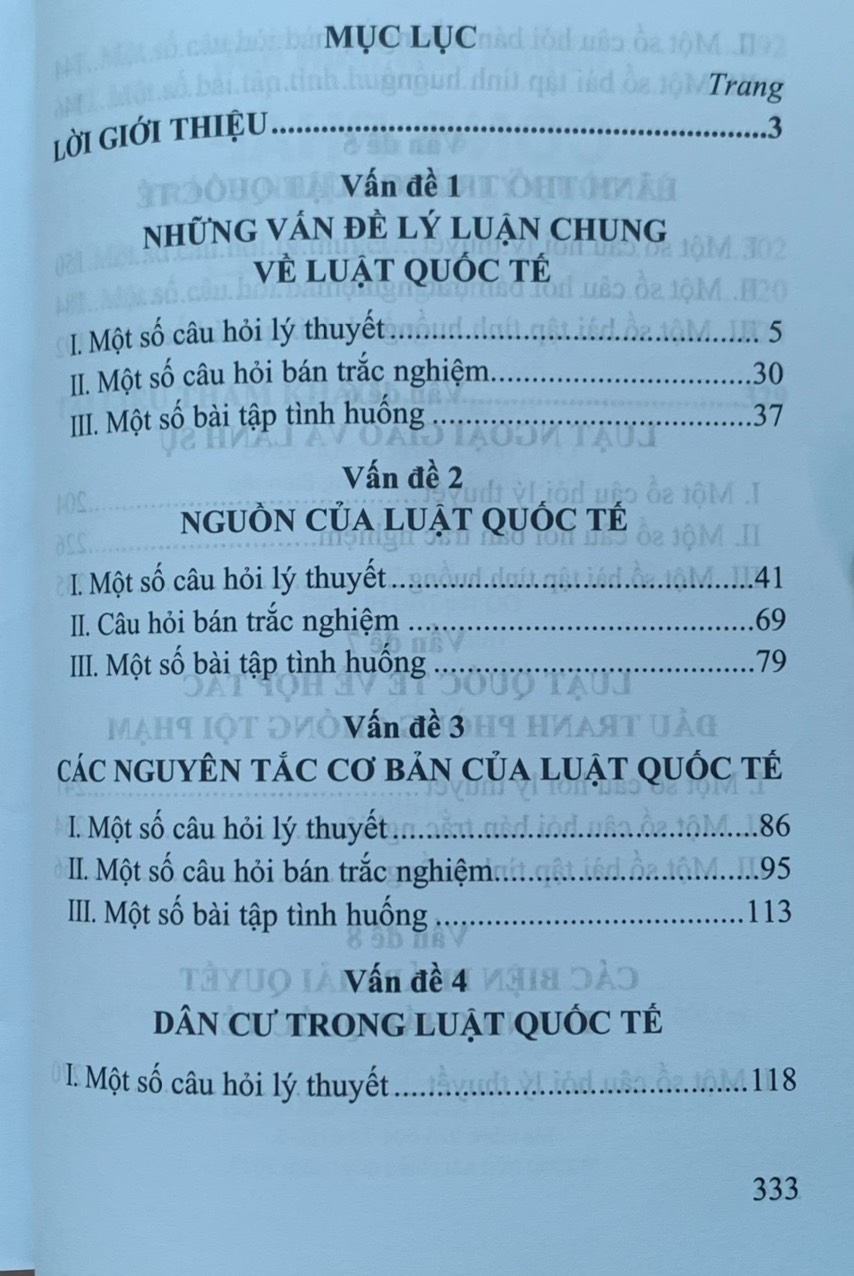 MỤC LỤC
Trang
LỜI GIỚI THIỆU.......................................................3
Vấn đề 1
NHỮNG VẤN ĐỀ LÝ LUẬN CHUNG
VỀ LUẬT QUỐC TẾ
I. Một số câu hỏi lý thuyết........................................ 5
II. Một số câu hỏi bán trắc nghiệm............................30
III. Một số bài tập tình huống ...................................37
Vấn đề 2
NGUỒN CỦA LUẬT QUỐC TẾ
I. Một số câu hỏi lý thuyết.......................................41
II. Câu hỏi bán trắc nghiệm .....................................69
III. Một số bài tập tình huống ...................................79
Vấn đề 3
CÁC NGUYÊN TẮC CƠ BẢN CỦA LUẬT QUỐC TẾ
I. Một số câu hỏi lý thuyết........................................86
II. Một số câu hỏi bán trắc nghiệm............................95
III. Một số bài tập tình huống .................................113
Vấn đề 4
DÂN CƯ TRONG LUẬT QUỐC TẾ
I. Một số câu hỏi lý thuyết ......................................118
333